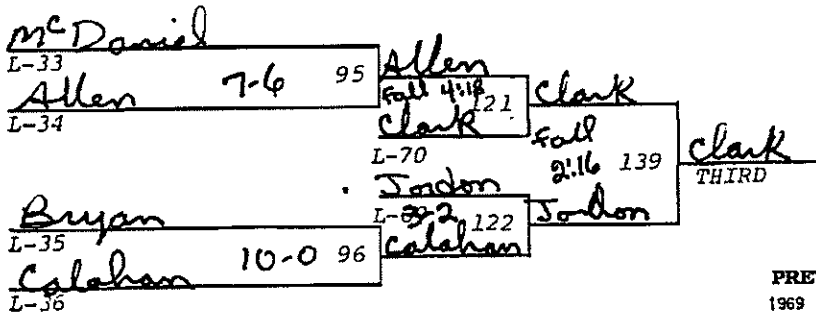 McDaniel
L-33
Allen 7-6 95
L-34
Allen
Fall 4:18 121
Clark
L-70
Clark
Fall
2:16 139
Clark
THIRD
Jordon
122
Calahan
Jordon
Bryan
L-35
Calahan 10-0 96
L-36
PRE
1969